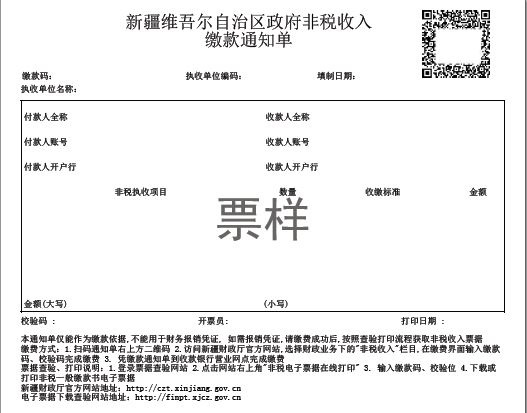 新疆维吾尔自治区政府非税收入
缴款通知单
缴款码: 执收单位编码: 填制日期:
执收单位名称:
付款人全称 收款人全称
付款人账号 收款人账号
付款人开户行 收款人开户行
非税执收项目 数量 收缴标准 金额
票样
金额(大写) (小写)
校验码 : 开票员: 打印日期 :
本通知单仅能作为缴款依据,不能用于财务报销凭证, 如需报销凭证,请缴费成功后,按照查验打印流程获取非税收入票据
缴费方式: 1.扫码通知单右上方二维码 2.访问新疆财政厅官方网站,选择财政业务下的"非税收入"栏目,在缴费界面输入缴款
码、校验码完成缴费 3. 凭缴款通知单到收款银行营业网点完成缴费
票据查验、打印说明: 1.登录票据查验网站 2.点击网站右上角"非税电子票据在线打印" 3. 输入缴款码、校验位 4.下载或
打印非税一般缴款书电子票据
新疆财政厅官方网站地址: http://czt.xinjiang.gov.cn
电子票据下载查验网站地址: http://finpt.xjcz.gov.cn